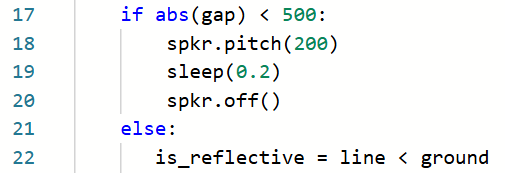 17 if abs(gap) < 500:
18 spkr.pitch(200)
19 sleep(0.2)
20 spkr.off()
21 else:
22 is_reflective = line < ground